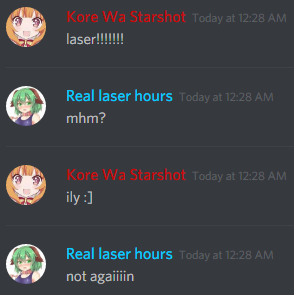 Kore Wa Starshot Today at 12:28 AM
laser!!!!!!!
Real laser hours Today at 12:28 AM
mhm?
Kore Wa Starshot Today at 12:28 AM
ily :]
Real laser hours Today at 12:28 AM
not agaiiiin